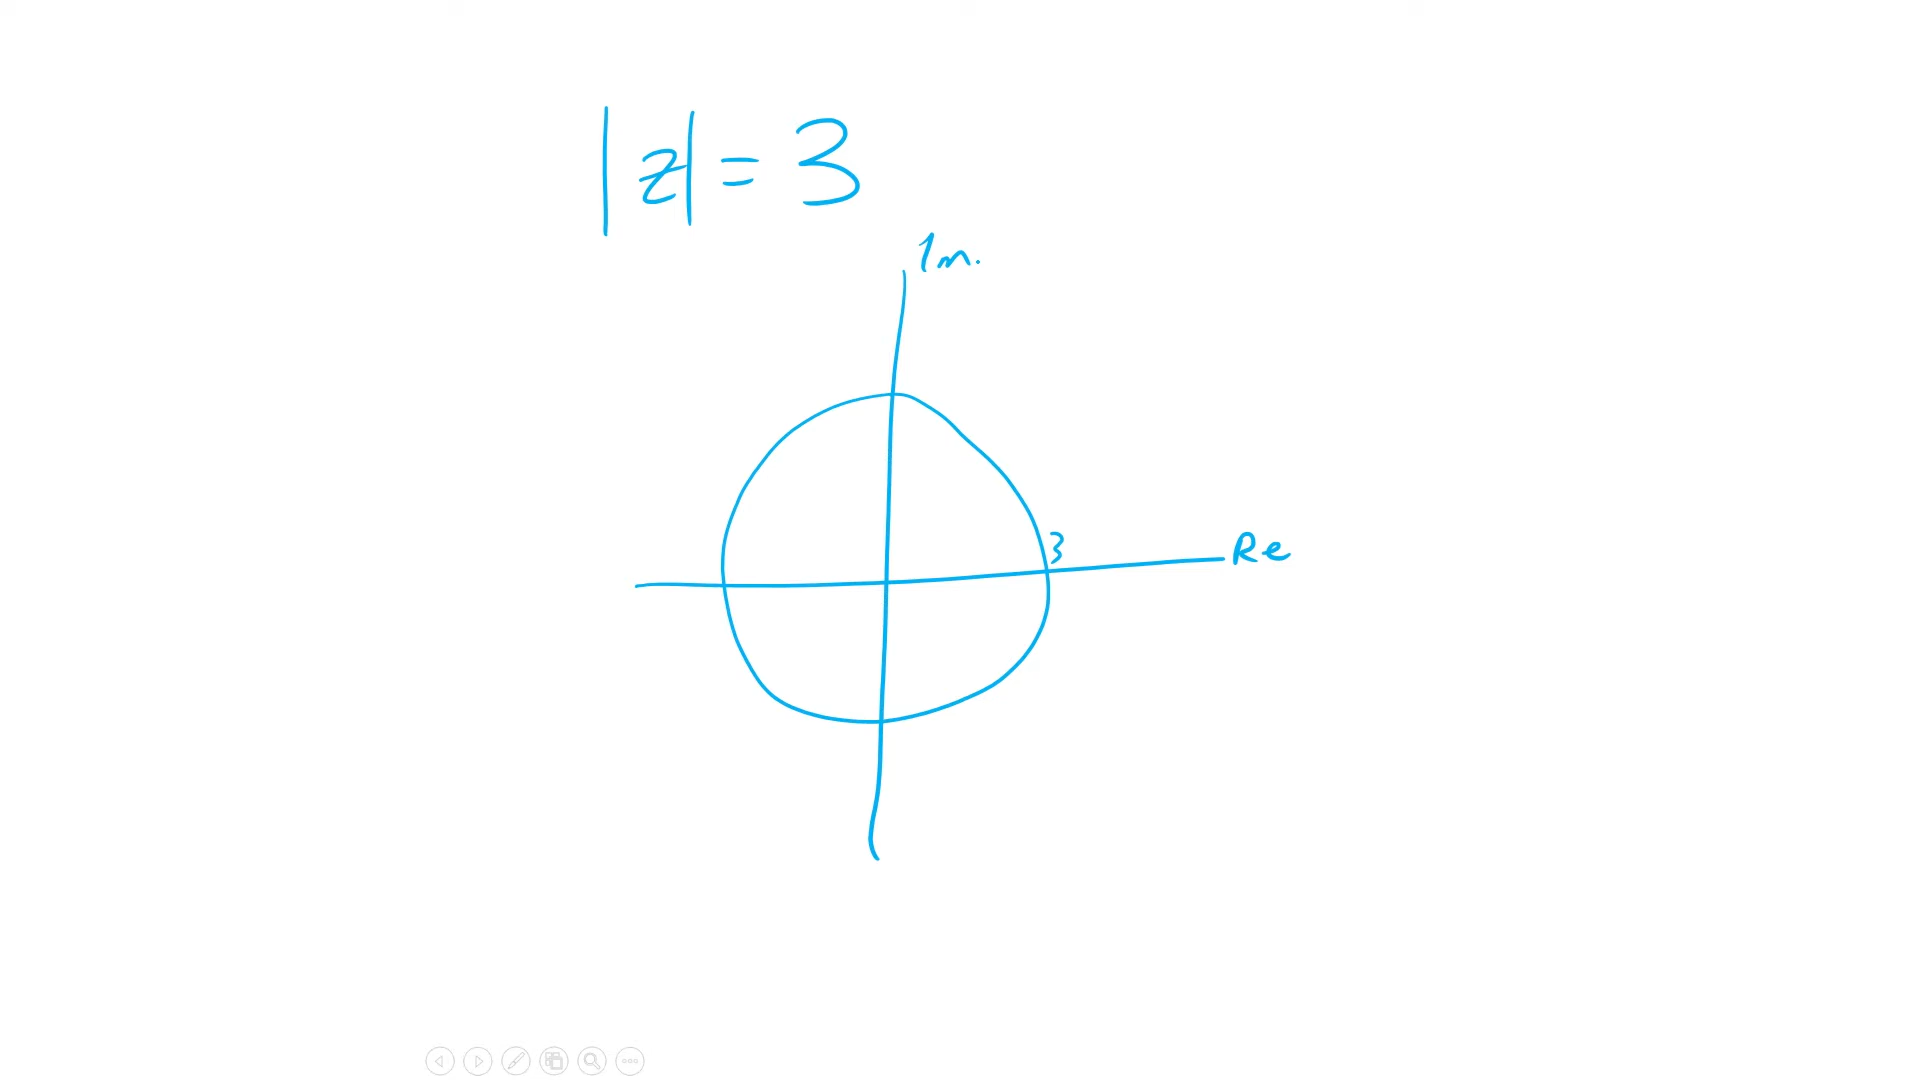 |z| = 3
Im.
3
Re